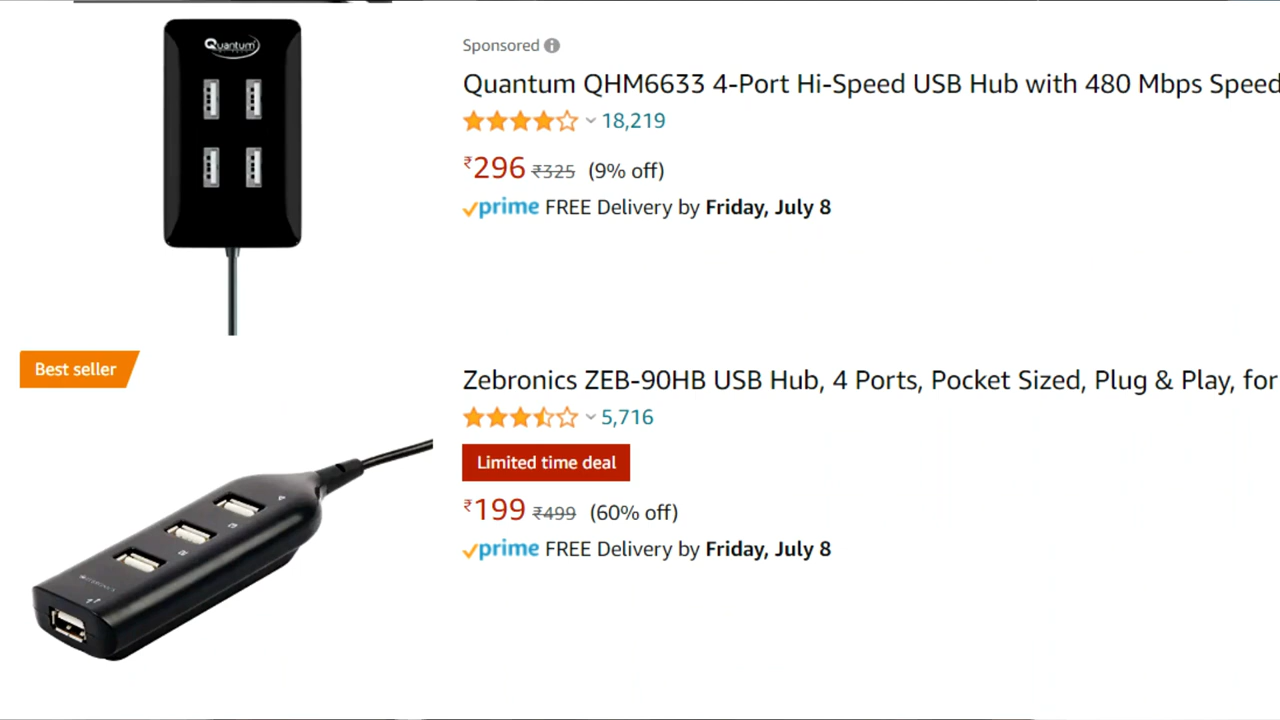 Quantum
Sponsored
Quantum QHM6633 4-Port Hi-Speed USB Hub with 480 Mbps Speed
18,219
₹296 ₹325 (9% off)
prime FREE Delivery by Friday, July 8
Best seller
Zebronics ZEB-90HB USB Hub, 4 Ports, Pocket Sized, Plug & Play, for
5,716
Limited time deal
₹199 ₹499 (60% off)
prime FREE Delivery by Friday, July 8